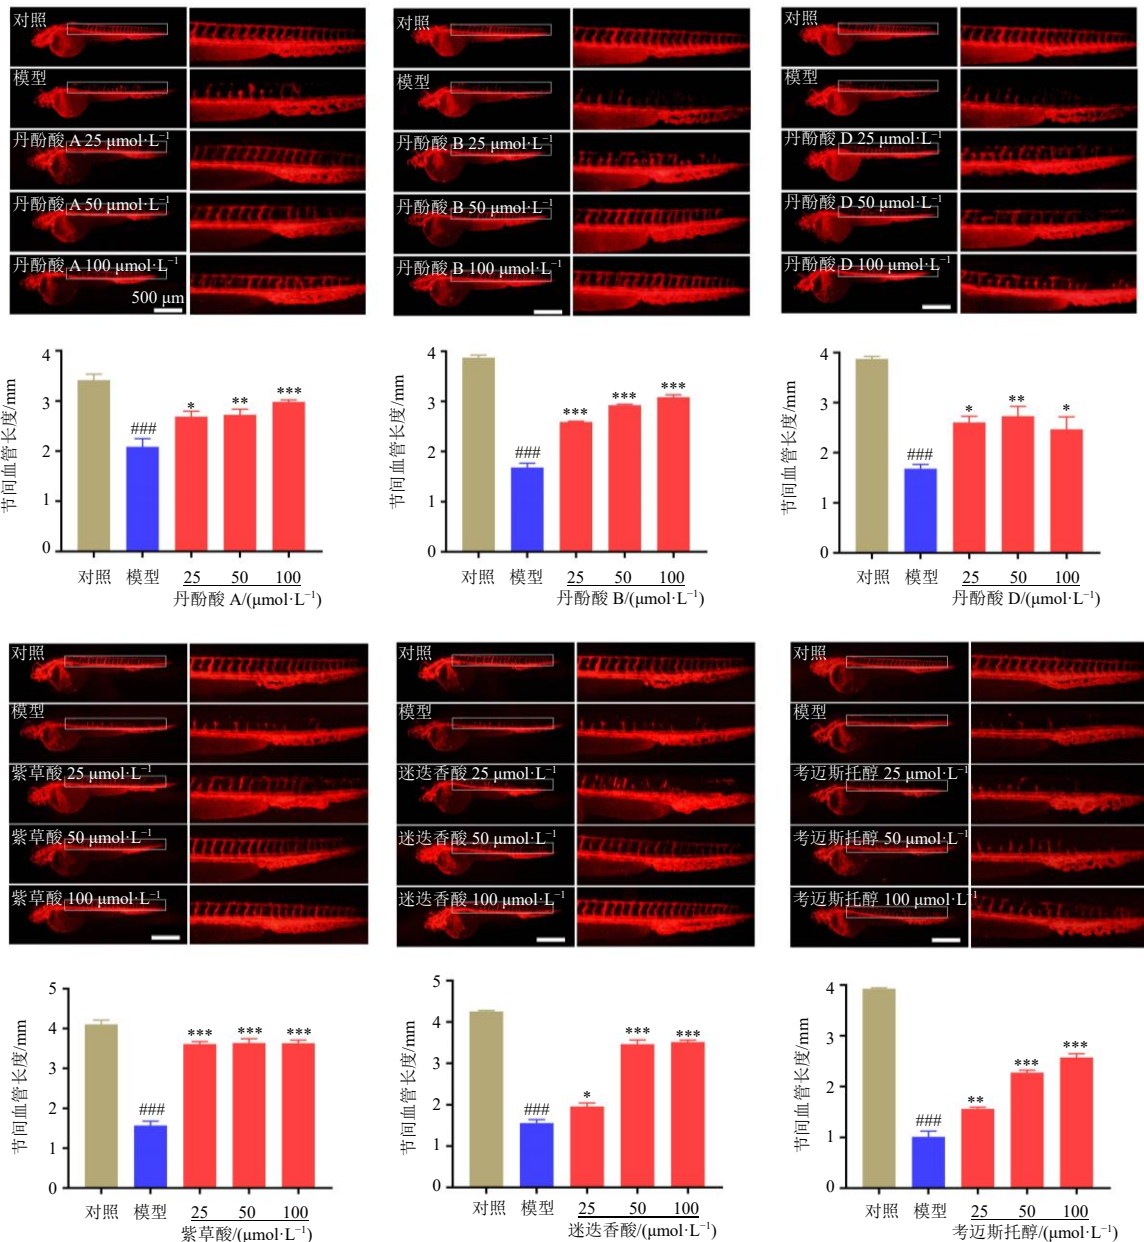 对照
模型
丹酚酸 A 25 μmol·L⁻¹
丹酚酸 A 50 μmol·L⁻¹
丹酚酸 A 100 μmol·L⁻¹
500 μm
对照
模型
丹酚酸 B 25 μmol·L⁻¹
丹酚酸 B 50 μmol·L⁻¹
丹酚酸 B 100 μmol·L⁻¹
对照
模型
丹酚酸 D 25 μmol·L⁻¹
丹酚酸 D 50 μmol·L⁻¹
丹酚酸 D 100 μmol·L⁻¹
节间血管长度/mm
4
3
2
1
0
###
*
**
***
对照 模型 25 50 100
丹酚酸 A/(μmol·L⁻¹)
节间血管长度/mm
4
3
2
1
0
###
***
***
***
对照 模型 25 50 100
丹酚酸 B/(μmol·L⁻¹)
节间血管长度/mm
4
3
2
1
0
###
*
**
*
对照 模型 25 50 100
丹酚酸 D/(μmol·L⁻¹)
对照
模型
紫草酸 25 μmol·L⁻¹
紫草酸 50 μmol·L⁻¹
紫草酸 100 μmol·L⁻¹
对照
模型
迷迭香酸 25 μmol·L⁻¹
迷迭香酸 50 μmol·L⁻¹
迷迭香酸 100 μmol·L⁻¹
对照
模型
考迈斯托醇 25 μmol·L⁻¹
考迈斯托醇 50 μmol·L⁻¹
考迈斯托醇 100 μmol·L⁻¹
节间血管长度/mm
5
4
3
2
1
0
###
***
***
***
对照 模型 25 50 100
紫草酸/(μmol·L⁻¹)
节间血管长度/mm
5
4
3
2
1
0
###
*
***
***
对照 模型 25 50 100
迷迭香酸/(μmol·L⁻¹)
节间血管长度/mm
4
3
2
1
0
###
**
***
***
对照 模型 25 50 100
考迈斯托醇/(μmol·L⁻¹)